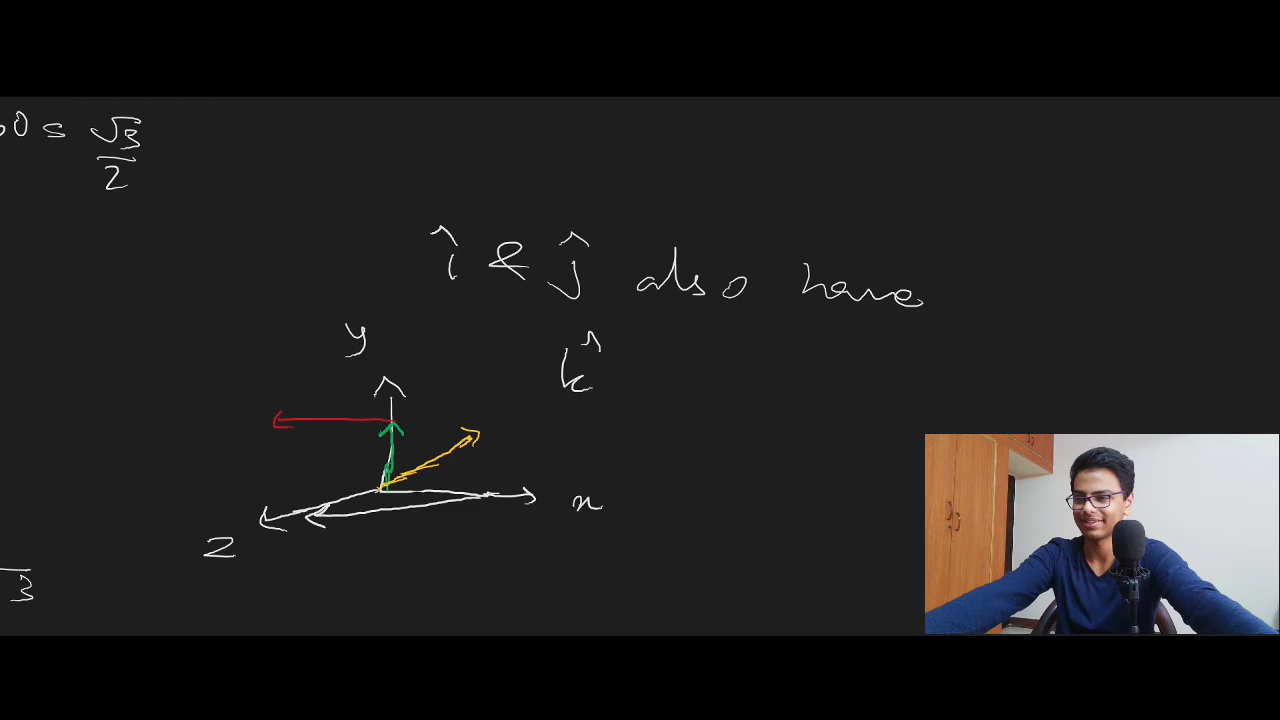 0 = √3/2
î & ĵ also have
k̂
y
x
z
3